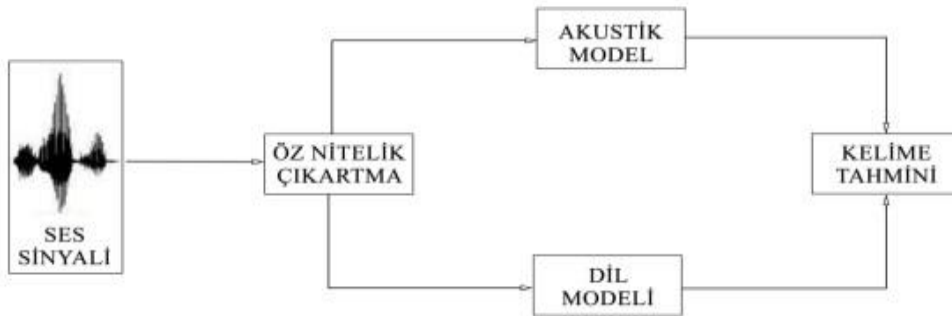 SES
SİNYALİ
ÖZ NİTELİK
ÇIKARTMA
AKUSTİK
MODEL
DİL
MODELİ
KELİME
TAHMİNİ